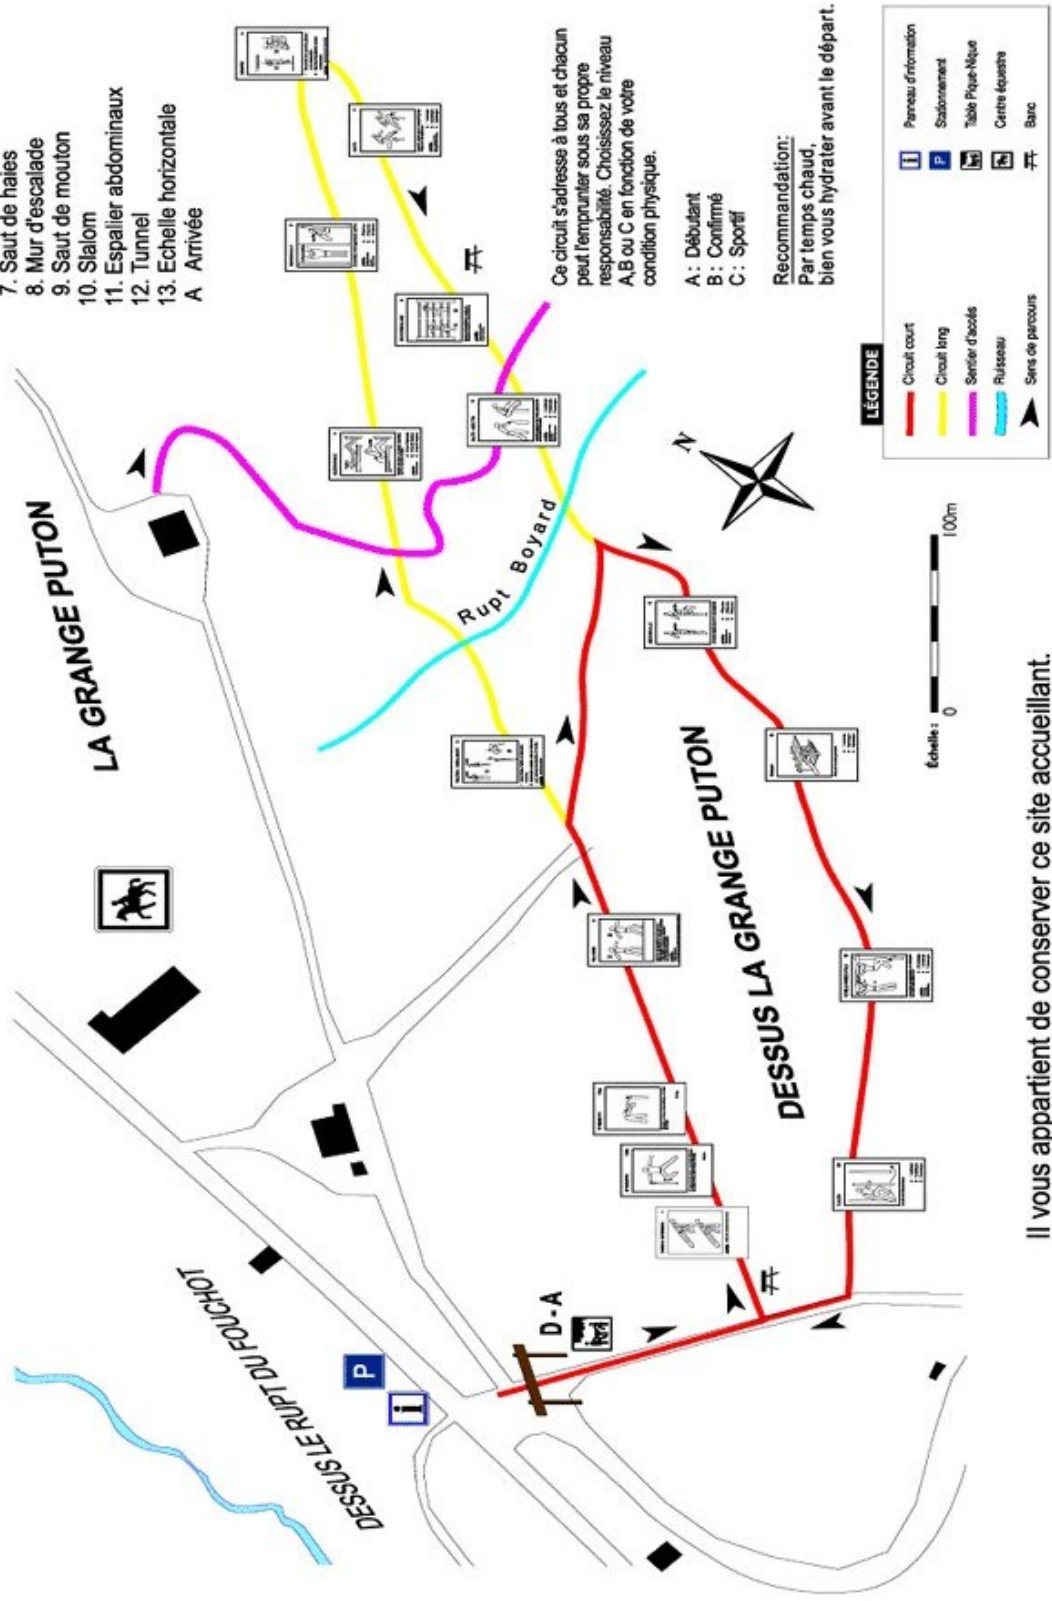 7. Saut de haies
8. Mur d'escalade
9. Saut de mouton
10. Slalom
11. Espalier abdominaux
12. Tunnel
13. Echelle horizontale
A Arrivée
Ce circuit s'adresse à tous et chacun
peut l'emprunter sous sa propre
responsabilité. Choisissez le niveau
A,B ou C en fonction de votre
condition physique.
A : Débutant
B : Confirmé
C : Sportif
Recommandation:
Par temps chaud,
bien vous hydrater avant le départ.
LÉGENDE
Circuit court
Circuit long
Sentier d'accés
Ruisseau
Sens de parcours
Panneau d'information
Stationnement
Table Pique-Nique
Centre équestre
Banc
i
P
LA GRANGE PUTON
Rupt Boyard
N
DESSUS LA GRANGE PUTON
Échelle :
0
100m
DESSUS LE RUPT DU FOUCHOT
P
i
D - A
Il vous appartient de conserver ce site accueillant.